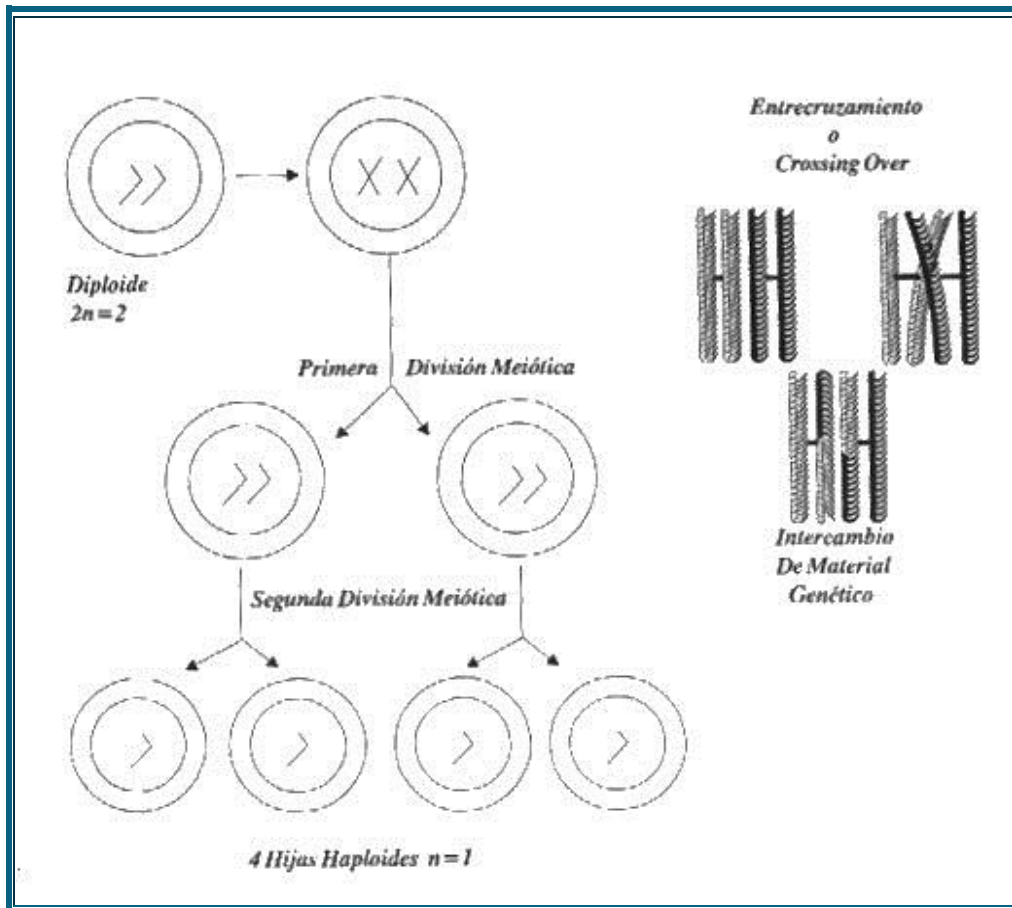 Diploide
2n=2
Primera División Meiótica
Segunda División Meiótica
4 Hijas Haploides n=1
Entrecruzamiento
o
Crossing Over
Intercambio
De Material
Genético